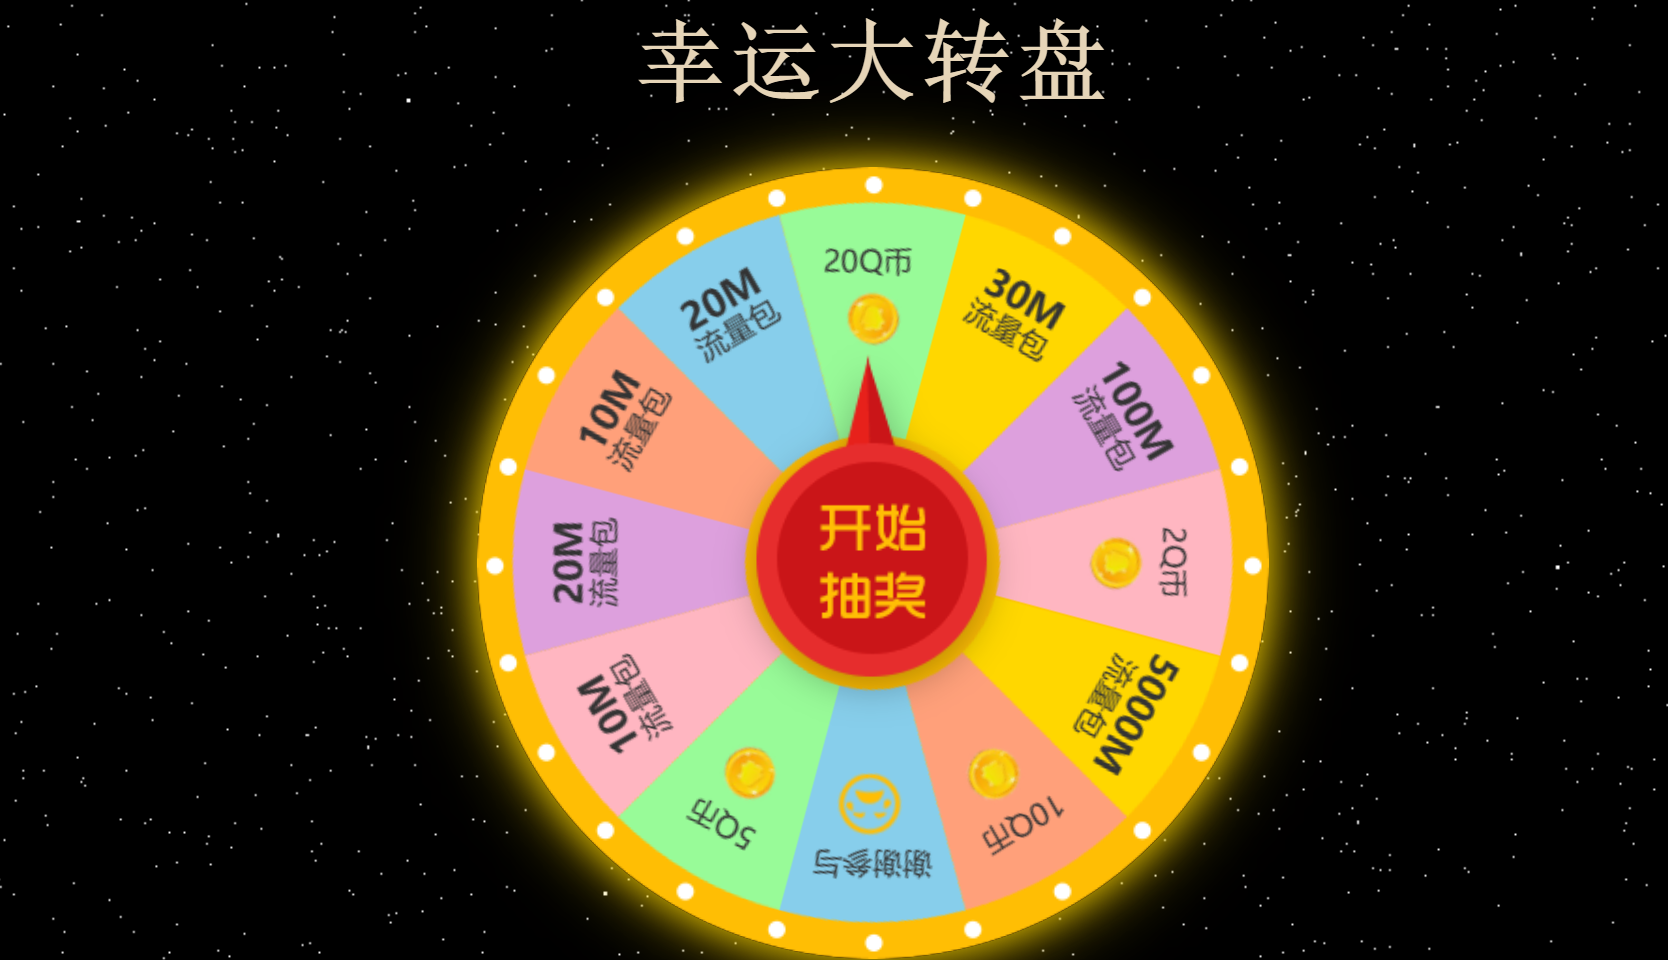 幸运大转盘
20Q币
30M
流量包
100M
流量包
2Q币
5000M
流量包
10Q币
谢谢参与
5Q币
10M
流量包
20M
流量包
10M
流量包
20M
流量包
开始
抽奖